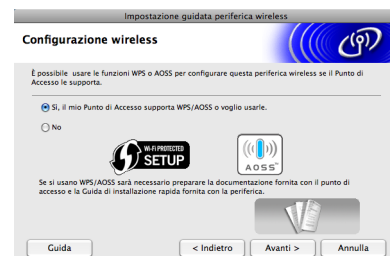 Impostazione guidata periferica wireless
Configurazione wireless
È possibile usare le funzioni WPS o AOSS per configurare questa periferica wireless se il Punto di
Accesso le supporta.
Sì, il mio Punto di Accesso supporta WPS/AOSS o voglio usarle.
No
WI-FI PROTECTED
SETUP
AOSS™
Se si usano WPS/AOSS sarà necessario preparare la documentazione fornita con il punto di
accesso e la Guida di installazione rapida fornita con la periferica.
Guida
< Indietro
Avanti >
Annulla